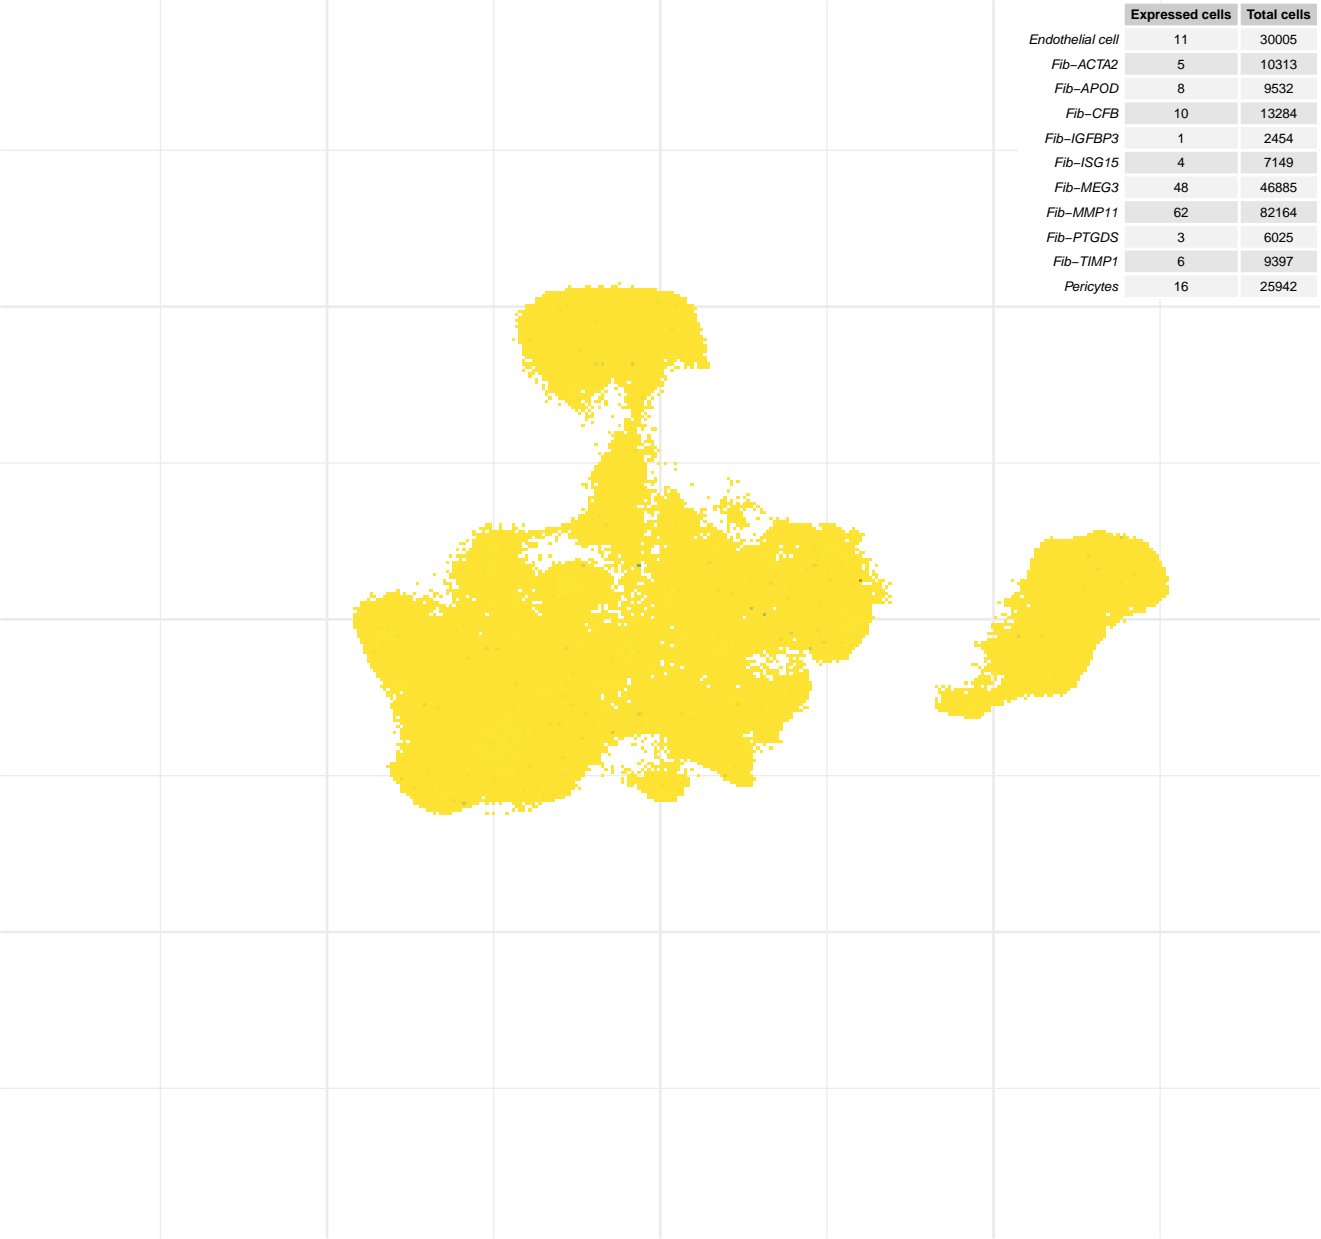 Expressed cells Total cells
Endothelial cell 11 30005
Fib−ACTA2 5 10313
Fib−APOD 8 9532
Fib−CFB 10 13284
Fib−IGFBP3 1 2454
Fib−ISG15 4 7149
Fib−MEG3 48 46885
Fib−MMP11 62 82164
Fib−PTGDS 3 6025
Fib−TIMP1 6 9397
Pericytes 16 25942